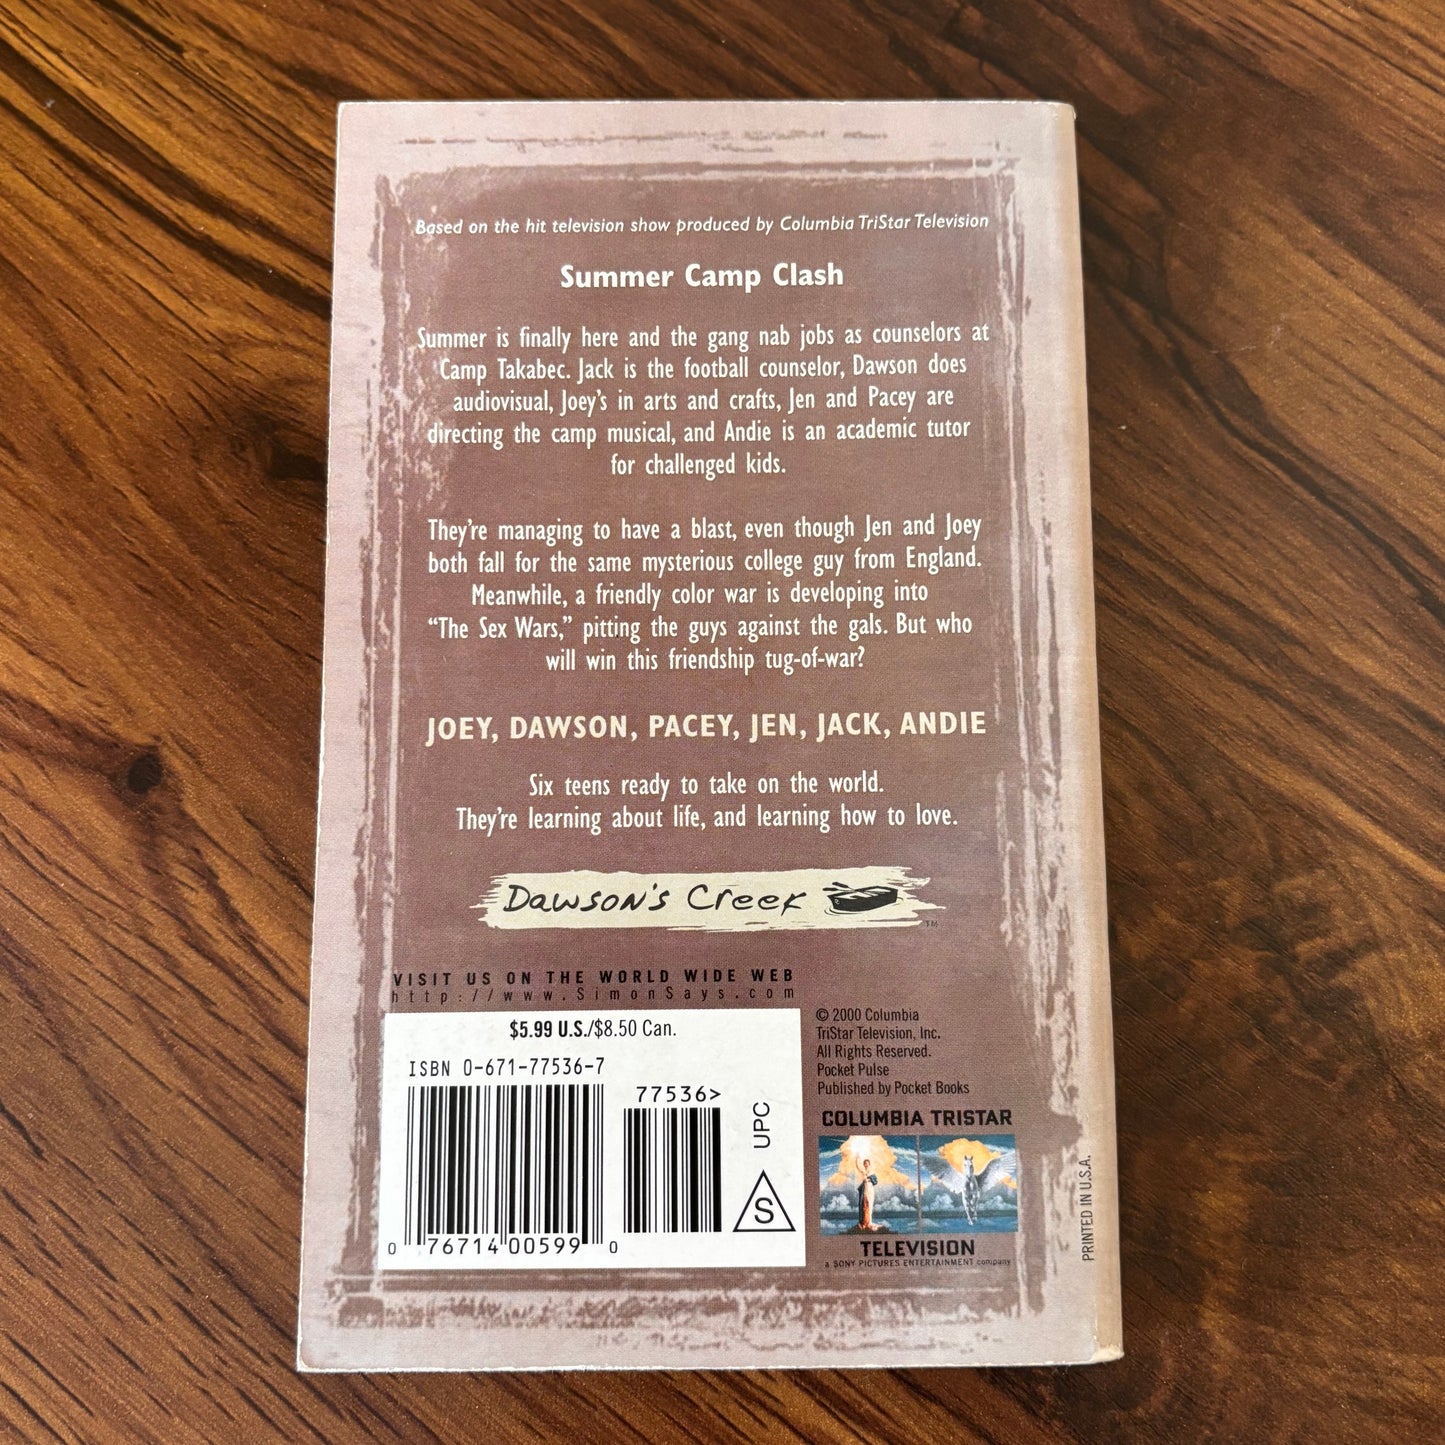 Based on the hit television show produced by Columbia TriStar Television
Summer Camp Clash
Summer is finally here and the gang nab jobs as counselors at
Camp Takabec. Jack is the football counselor, Dawson does
audiovisual, Joey's in arts and crafts, Jen and Pacey are
directing the camp musical, and Andie is an academic tutor
for challenged kids.
They're managing to have a blast, even though Jen and Joey
both fall for the same mysterious college guy from England.
Meanwhile, a friendly color war is developing into
“The Sex Wars,” pitting the guys against the gals. But who
will win this friendship tug-of-war?
JOEY, DAWSON, PACEY, JEN, JACK, ANDIE
Six teens ready to take on the world.
They're learning about life, and learning how to love.
Dawson's Creek
TM
VISIT US ON THE WORLD WIDE WEB
http://www.SimonSays.com
$5.99 U.S./$8.50 Can.
ISBN 0-671-77536-7
77536>
UPC
S
0 76714 00599 0
© 2000 Columbia
TriStar Television, Inc.
All Rights Reserved.
Pocket Pulse
Published by Pocket Books
COLUMBIA TRISTAR
TELEVISION
a SONY PICTURES ENTERTAINMENT company
PRINTED IN U.S.A.